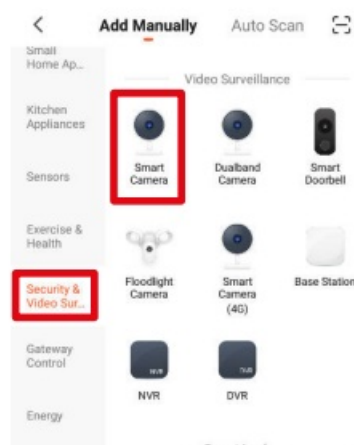 Add Manually Auto Scan
Small
Home Ap...
Video Surveillance
Kitchen
Appliances
Smart
Camera
Dualband
Camera
Smart
Doorbell
Sensors
Exercise &
Health
Floodlight
Camera
Smart
Camera
(4G)
Base Station
Security &
Video Sur...
Gateway
Control
NVR
NVR
DVR
Energy